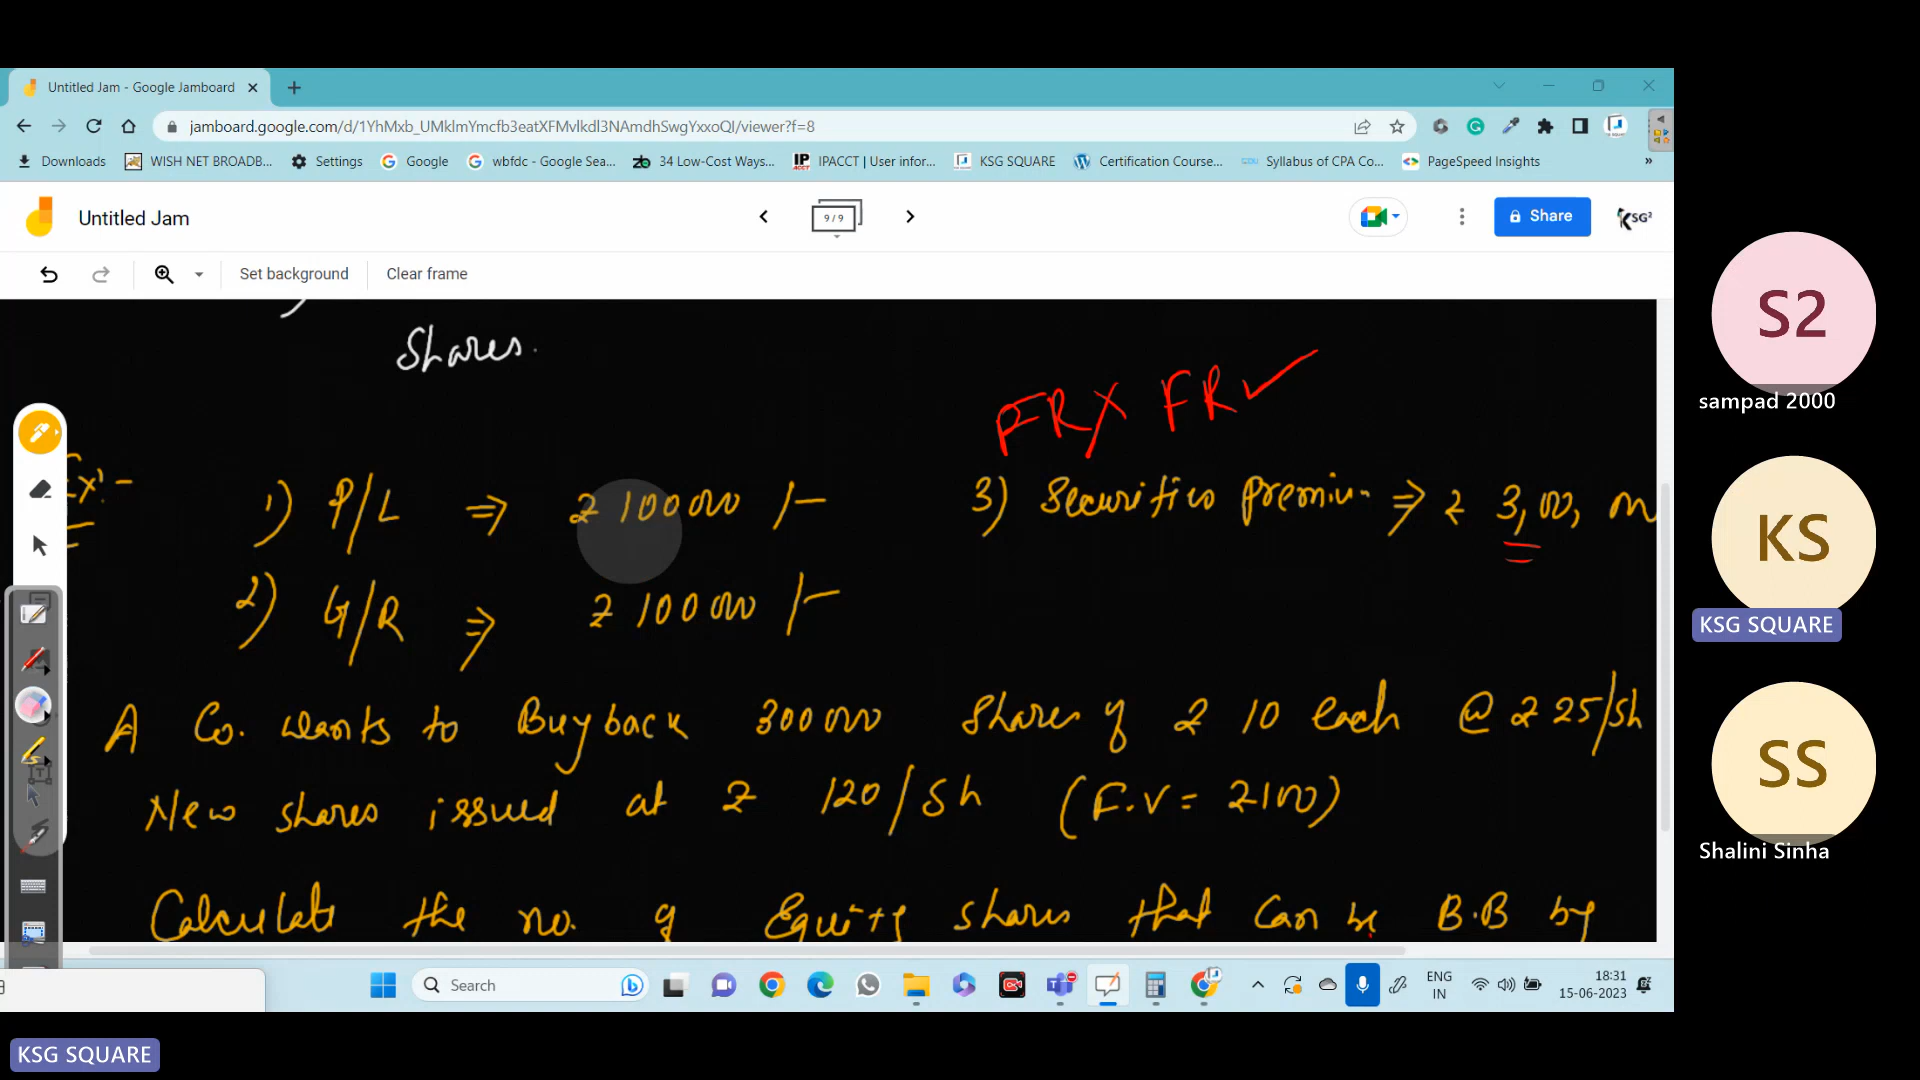 Untitled Jam - Google Jamboard
jamboard.google.com/d/1YhMxb_UMklmYmcfb3eatXFMvlkdl3NAmdhSwgYxxoQI/viewer?f=8
Downloads WISH NET BROADB... Settings Google wbfdc - Google Sea... 34 Low-Cost Ways... IPACCT | User infor... KSG SQUARE Certification Course... Syllabus of CPA Co... PageSpeed Insights »
Untitled Jam
9 / 9
Share
KSG²
Set background
Clear frame
Shares.
FR FR
Ex:-
1) P/L ⇒ ₹ 100000 /-
3) Securities premium ⇒ ₹ 3,00,
2) G/R ⇒ ₹ 100000 /-
A Co. wants to Buyback 300000 shares of ₹ 10 each @ ₹ 25/sh
New shares issued at ₹ 120/sh (F.V = ₹100)
Calculate the no. of Equity shares that can be B.B by
Search
ENG
IN
18:31
15-06-2023
S2
sampad 2000
KS
KSG SQUARE
SS
Shalini Sinha
KSG SQUARE